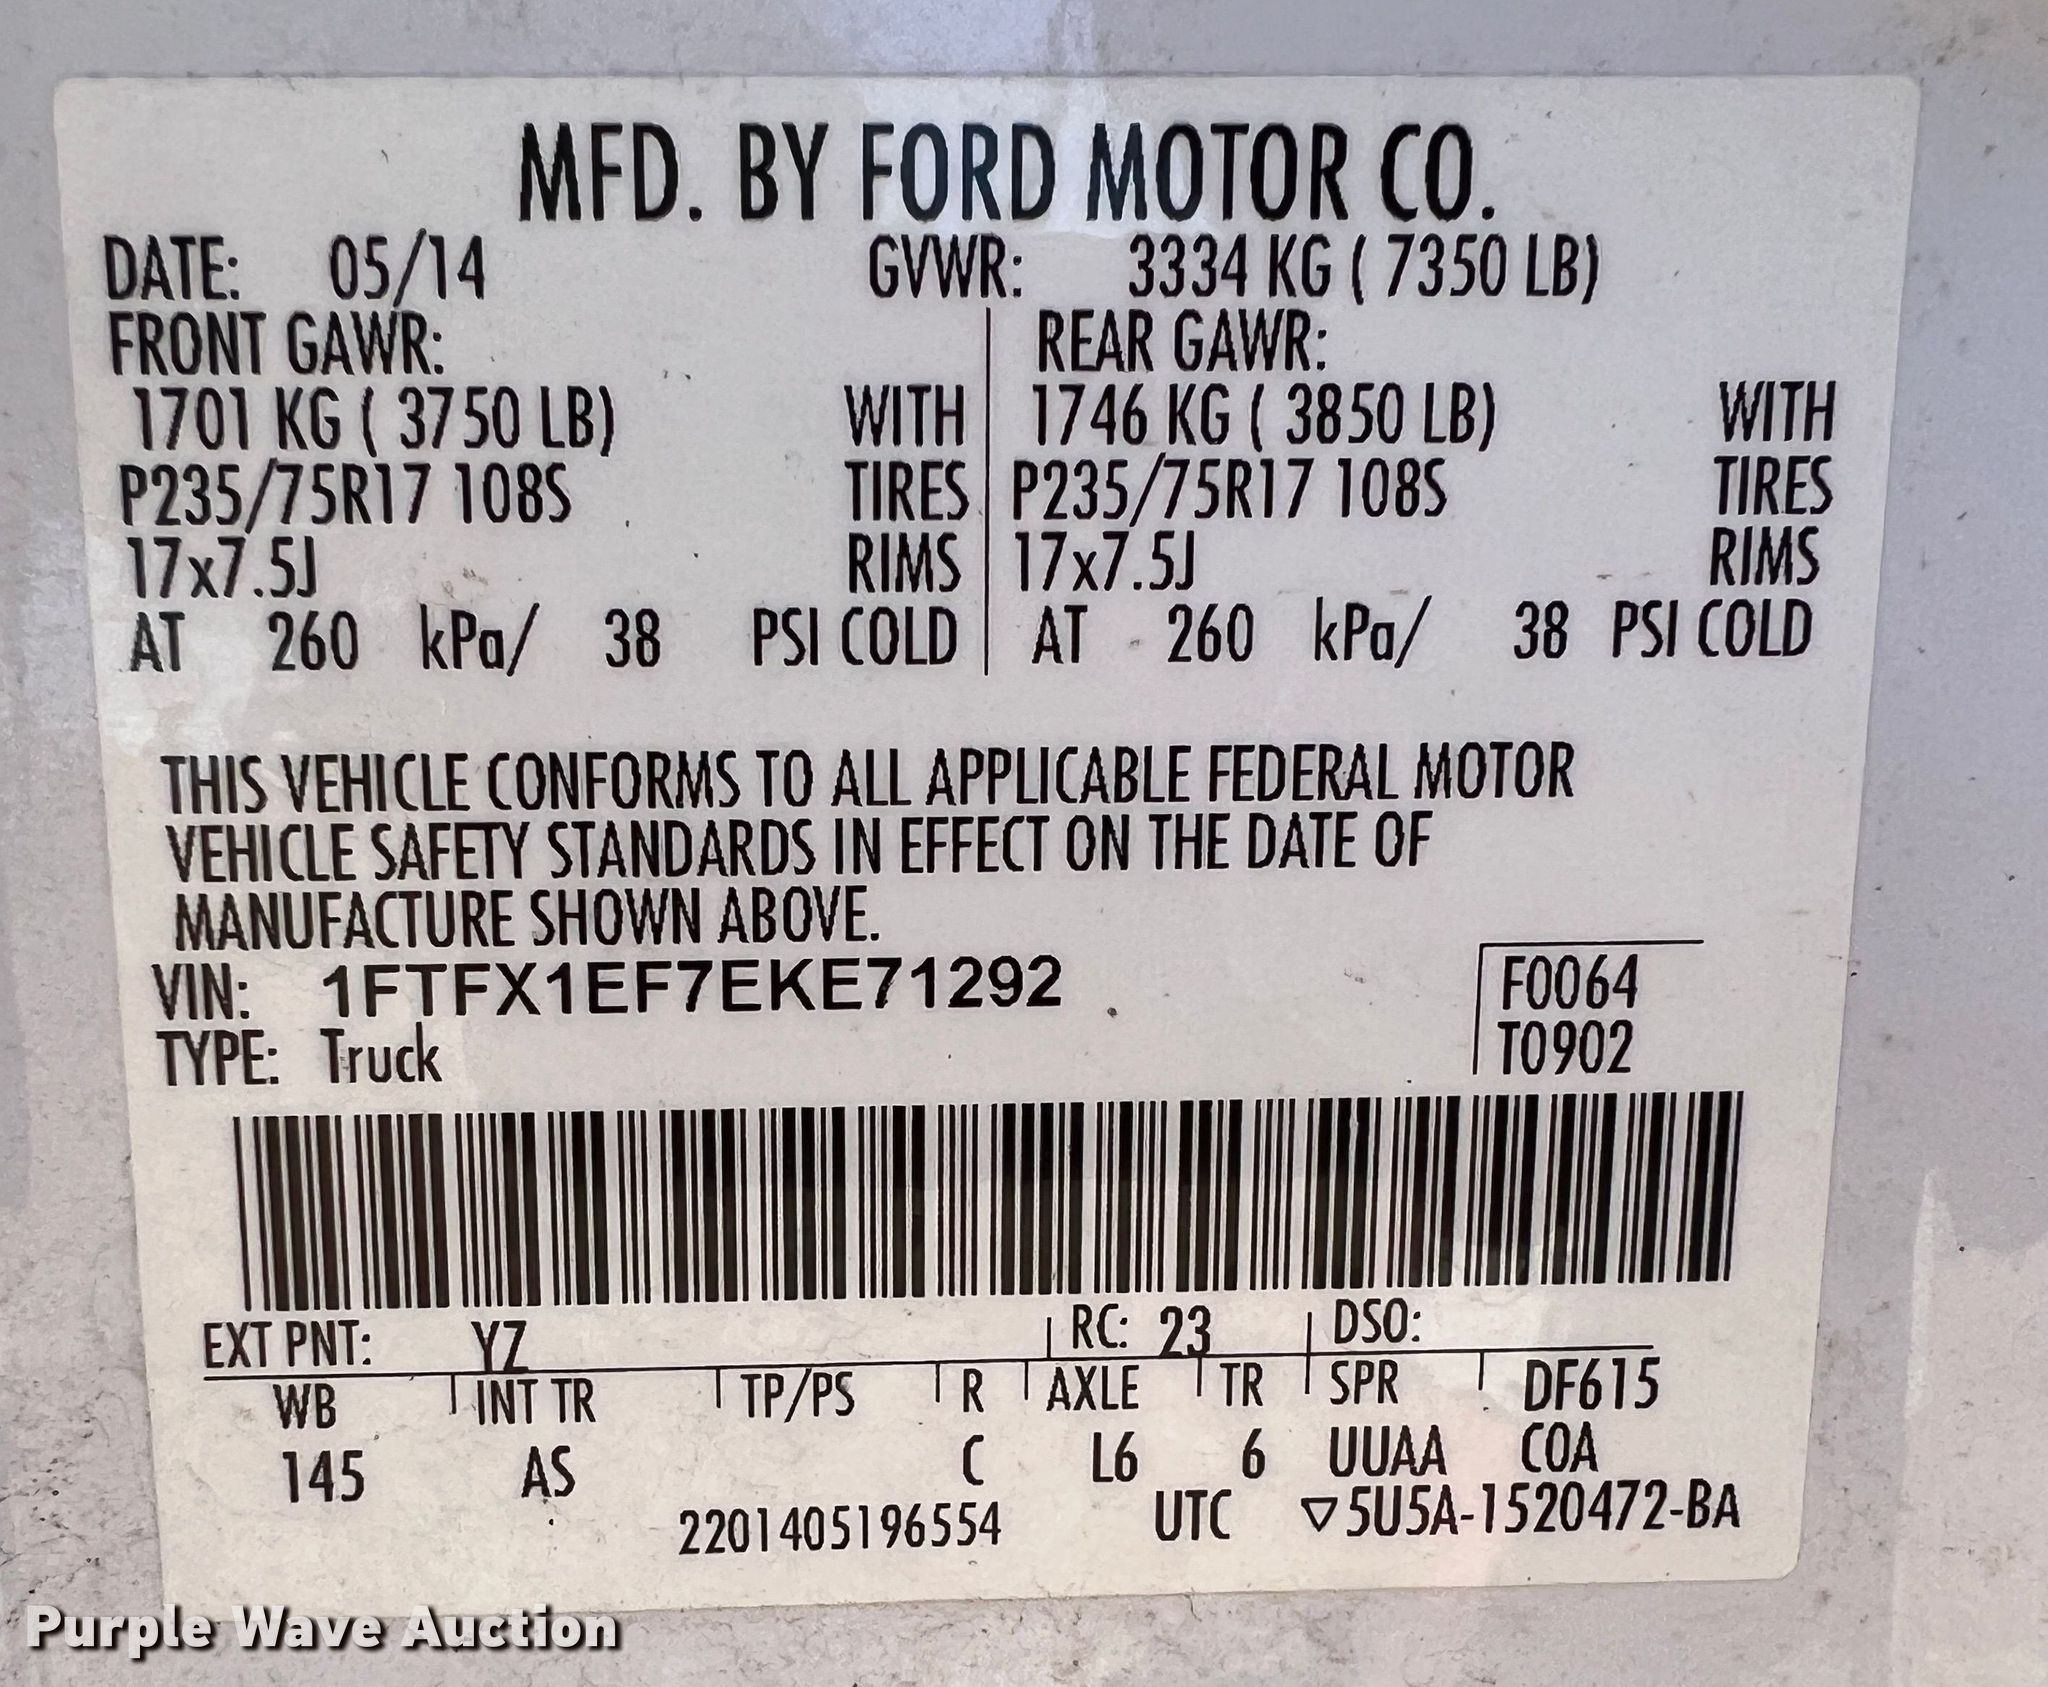 MFD. BY FORD MOTOR CO.
DATE: 05/14 GVWR: 3334 KG ( 7350 LB)
FRONT GAWR: REAR GAWR:
1701 KG ( 3750 LB) WITH 1746 KG ( 3850 LB) WITH
P235/75R17 108S TIRES P235/75R17 108S TIRES
17x7.5J RIMS 17x7.5J RIMS
AT 260 kPa/ 38 PSI COLD AT 260 kPa/ 38 PSI COLD
THIS VEHICLE CONFORMS TO ALL APPLICABLE FEDERAL MOTOR
VEHICLE SAFETY STANDARDS IN EFFECT ON THE DATE OF
MANUFACTURE SHOWN ABOVE.
VIN: 1FTFX1EF7EKE71292 F0064
TYPE: Truck T0902
EXT PNT: YZ RC: 23 DSO:
WB INT TR TP/PS R AXLE TR SPR DF615
145 AS C L6 6 UUAA COA
2201405196554 UTC ▽5U5A-1520472-BA
Purple Wave Auction